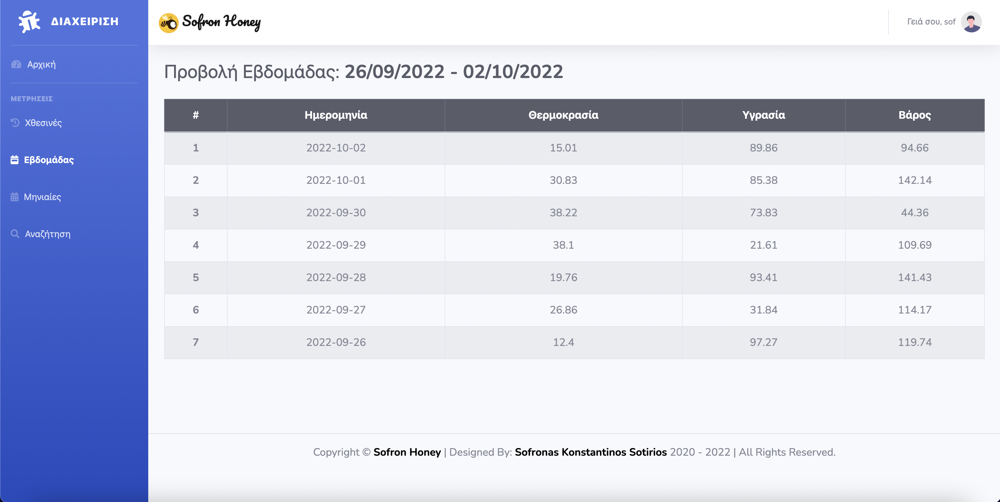 ΔΙΑΧΕΙΡΙΣΗ
Αρχική
ΜΕΤΡΗΣΕΙΣ
Χθεσινές
Εβδομάδας
Μηνιαίες
Αναζήτηση
Sofron Honey
Γειά σου, sof
Προβολή Εβδομάδας: 26/09/2022 - 02/10/2022
# Ημερομηνία Θερμοκρασία Υγρασία Βάρος
1 2022-10-02 15.01 89.86 94.66
2 2022-10-01 30.83 85.38 142.14
3 2022-09-30 38.22 73.83 44.36
4 2022-09-29 38.1 21.61 109.69
5 2022-09-28 19.76 93.41 141.43
6 2022-09-27 26.86 31.84 114.17
7 2022-09-26 12.4 97.27 119.74
Copyright © Sofron Honey | Designed By: Sofronas Konstantinos Sotirios 2020 - 2022 | All Rights Reserved.